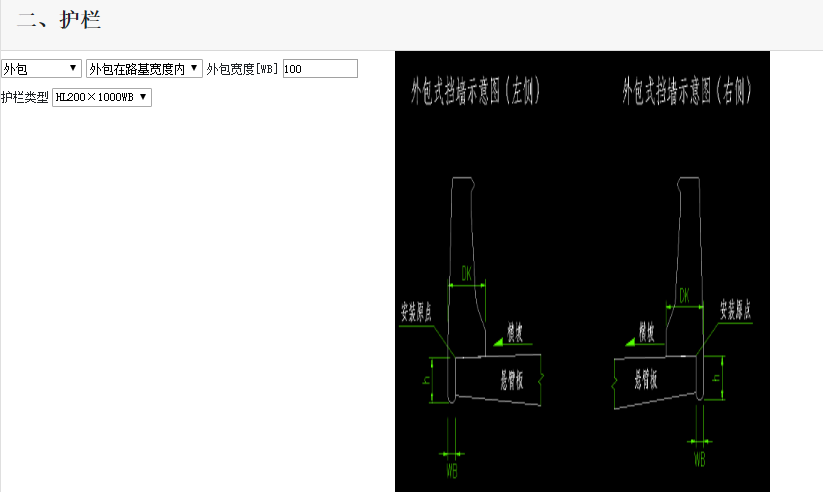 二、护栏
外包 外包在路基宽度内 外包宽度[WB] 100
护栏类型 HL200×1000WB
外包式挡墙示意图(左侧) 外包式挡墙示意图(右侧)
DK DK
安装原点 安装原点
横坡 横坡
悬臂板 悬臂板
h h
WB WB